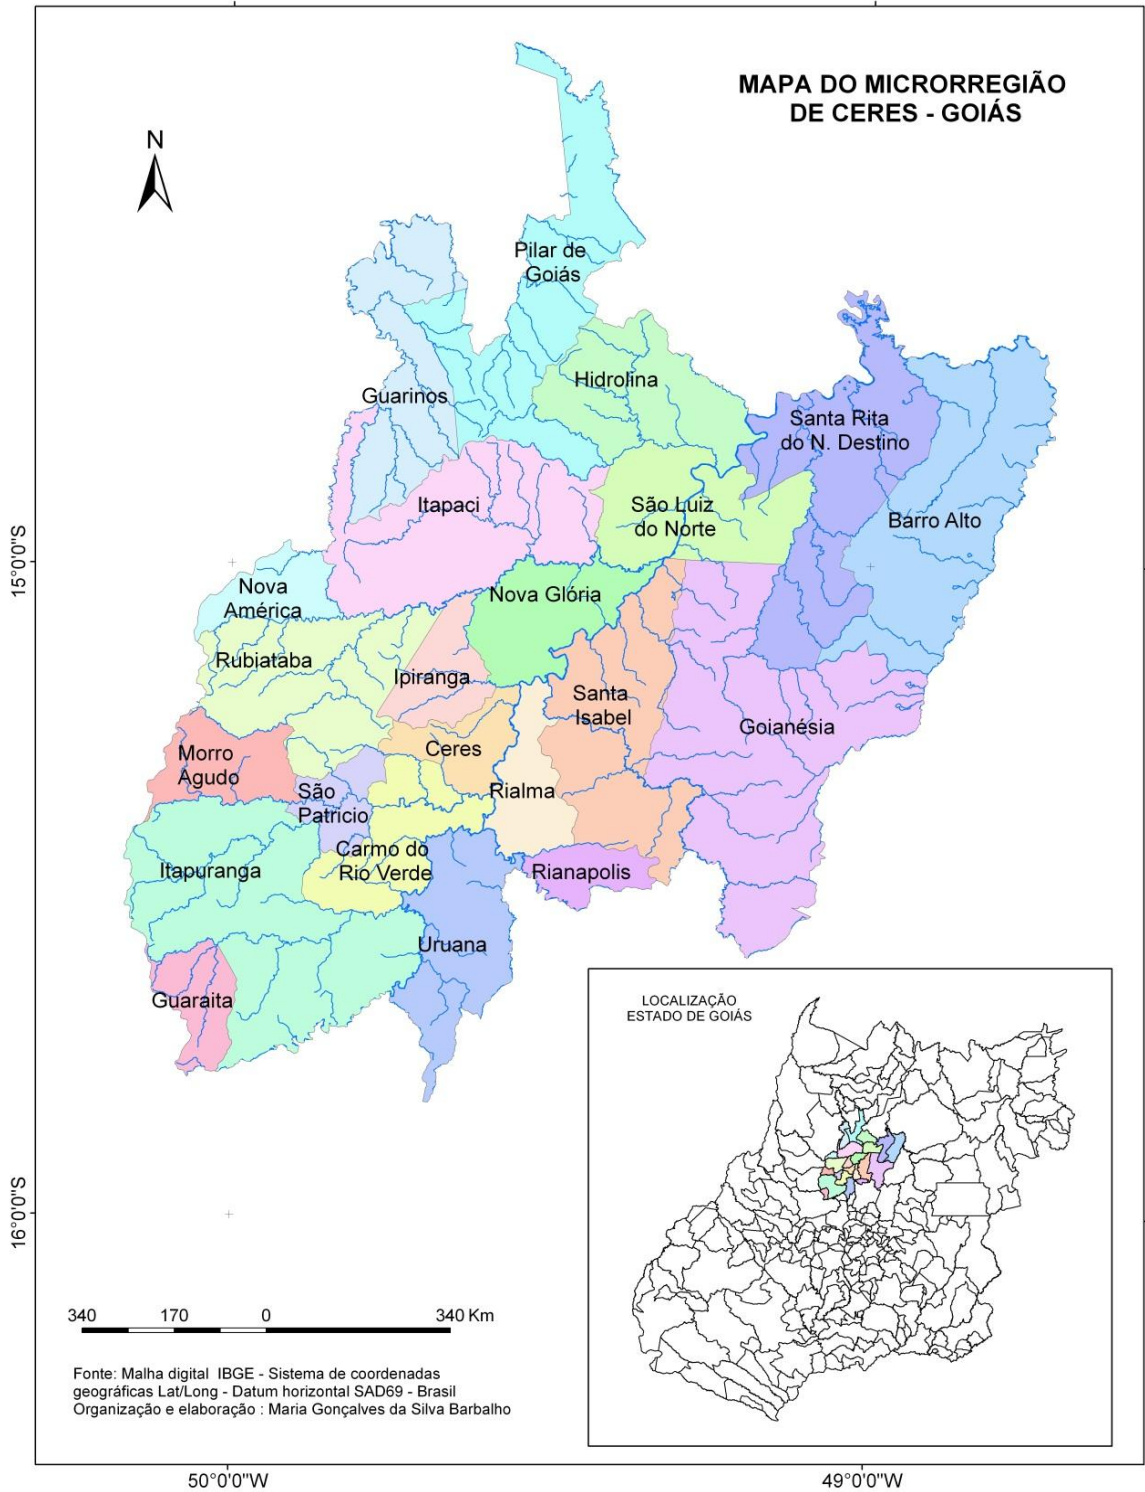 MAPA DO MICRORREGIÃO
DE CERES - GOIÁS
N
Pilar de
Goiás
Guarinos
Hidrolina
Santa Rita
do N. Destino
Itapaci
São Luiz
do Norte
Barro Alto
15°0'0"S
Nova
América
Nova Glória
Rubiataba
Ipiranga
Santa
Isabel
Goianésia
Morro
Agudo
Ceres
São
Patricio
Rialma
Carmo do
Rio Verde
Itapuranga
Rianapolis
Uruana
Guaraita
LOCALIZAÇÃO
ESTADO DE GOIÁS
16°0'0"S
340 170 0 340 Km
Fonte: Malha digital IBGE - Sistema de coordenadas
geográficas Lat/Long - Datum horizontal SAD69 - Brasil
Organização e elaboração : Maria Gonçalves da Silva Barbalho
50°0'0"W 49°0'0"W